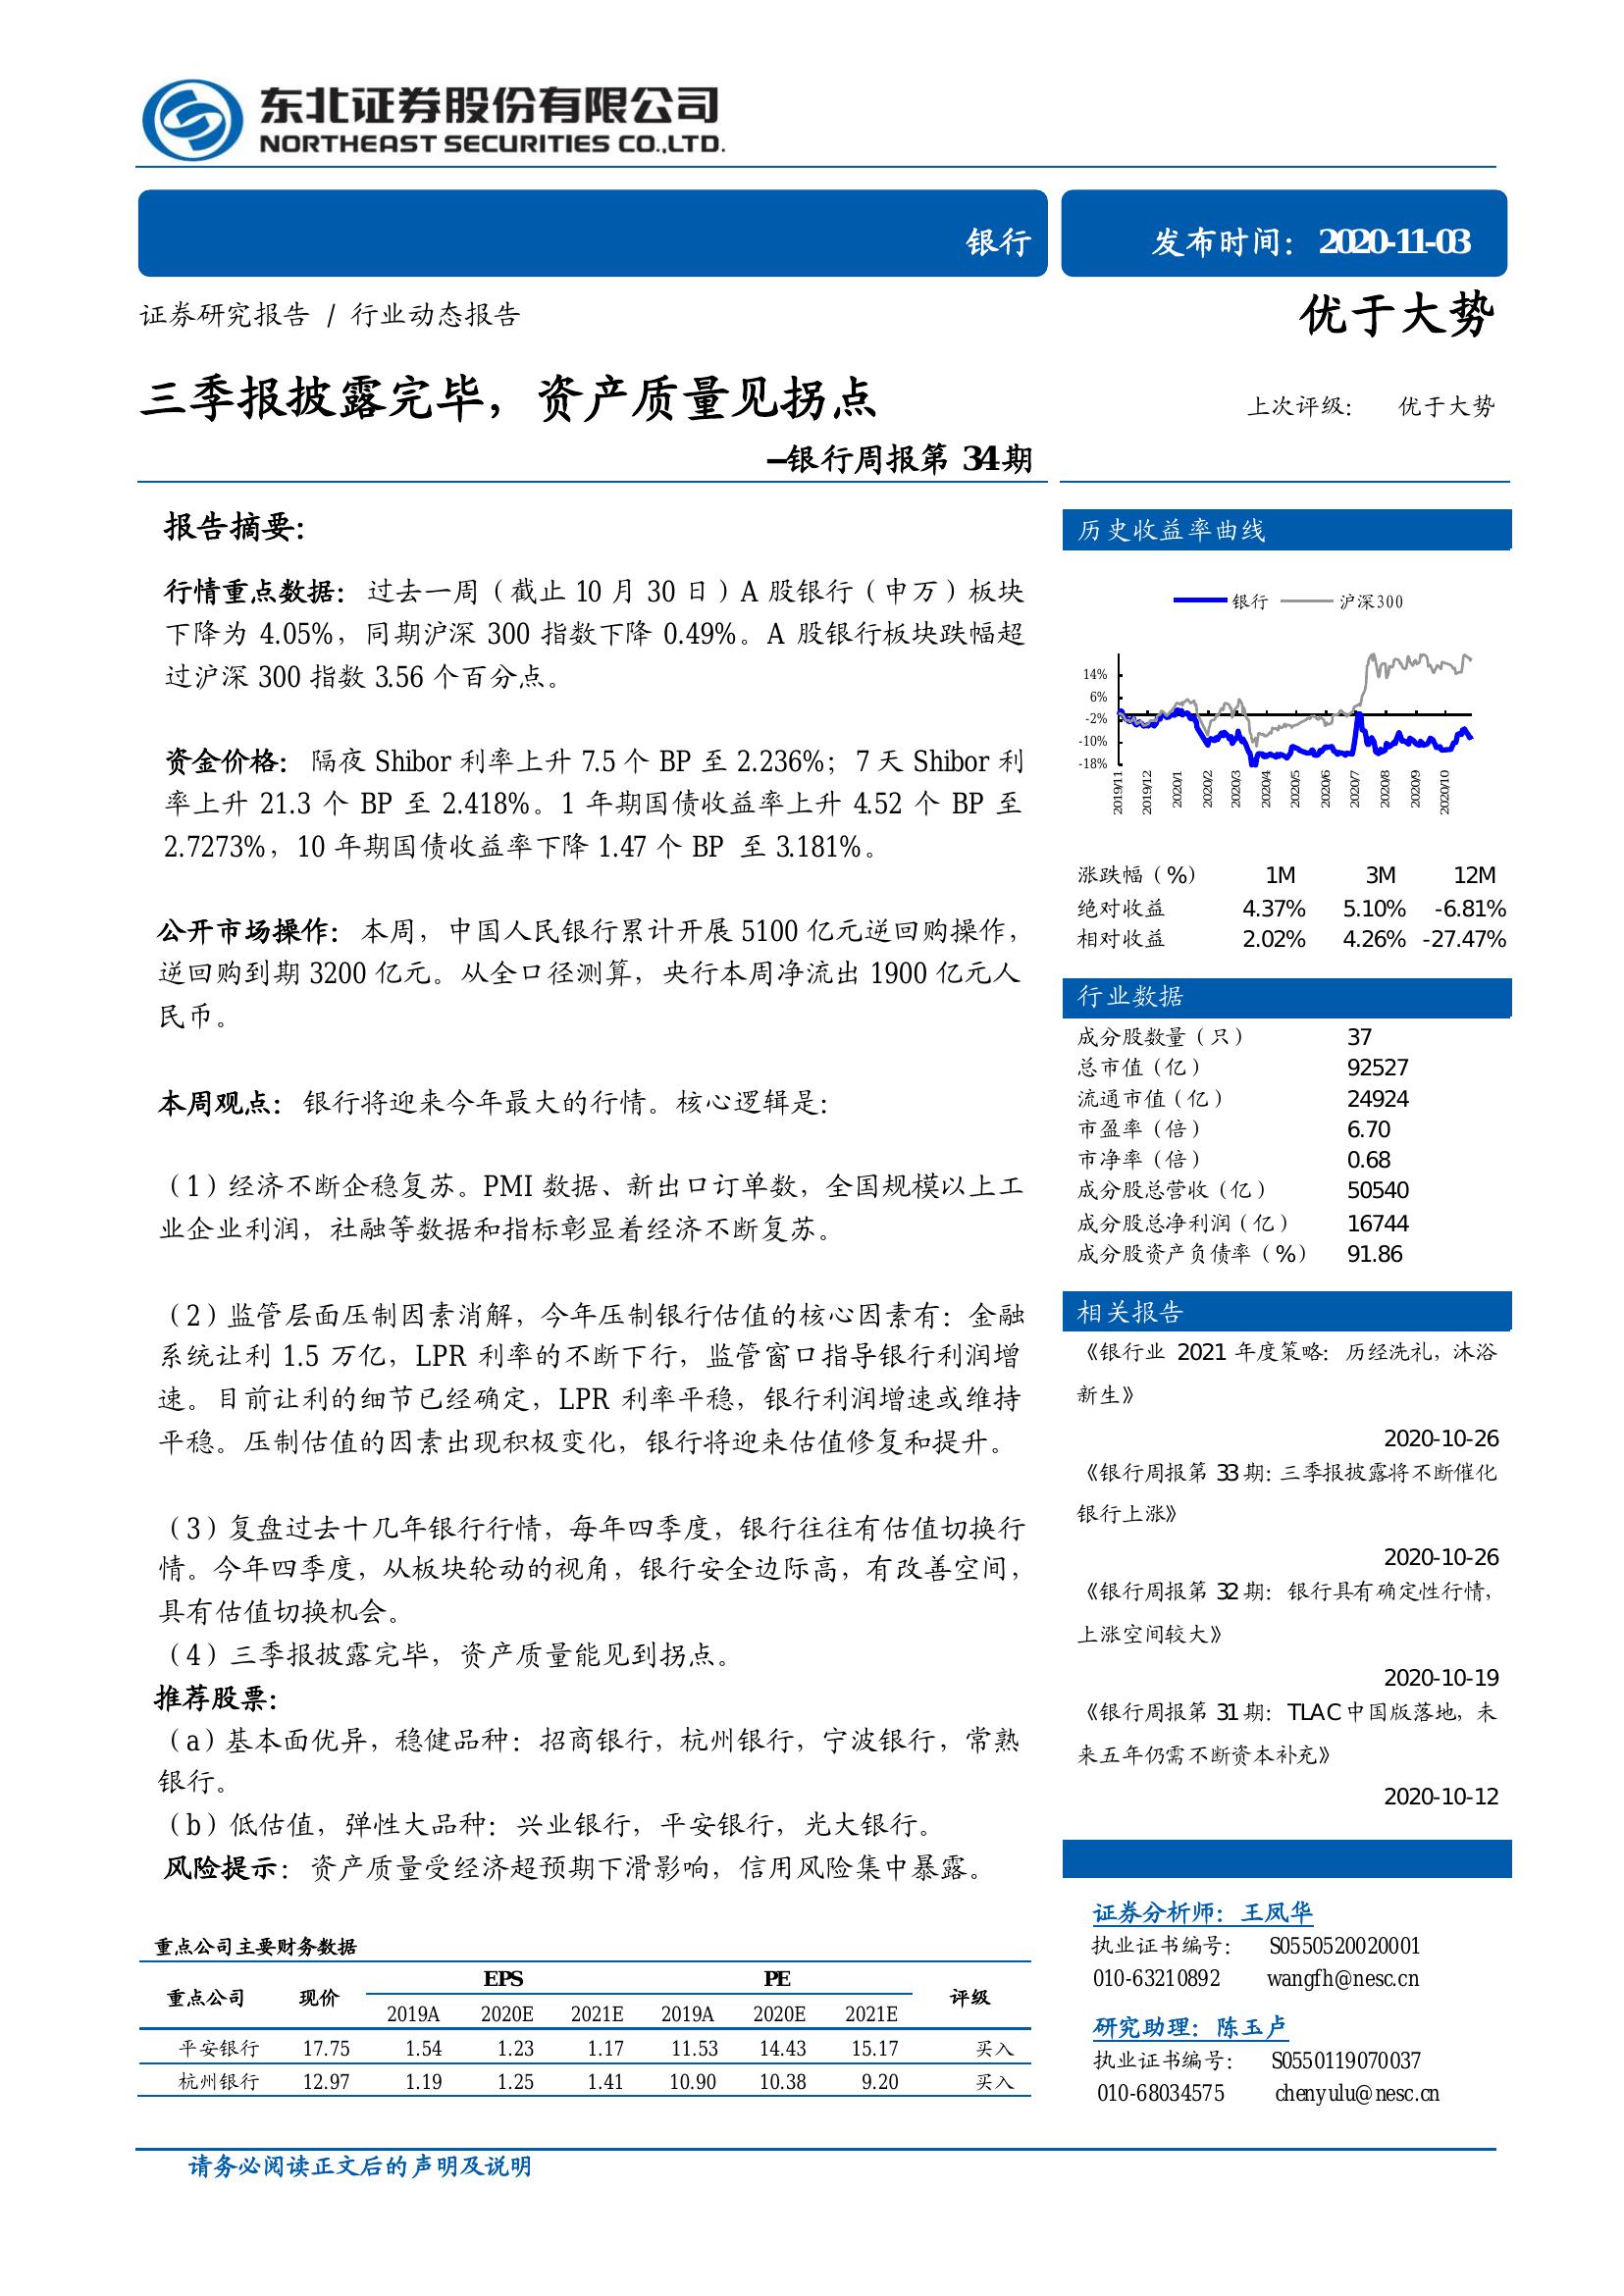 东北证券股份有限公司
NORTHEAST SECURITIES CO.,LTD.
银行
发布时间：2020-11-03
证券研究报告 / 行业动态报告
优于大势
三季报披露完毕，资产质量见拐点
上次评级： 优于大势
—银行周报第 34 期
报告摘要：
行情重点数据：过去一周（截止 10 月 30 日）A 股银行（申万）板块
下降为 4.05%，同期沪深 300 指数下降 0.49%。A 股银行板块跌幅超
过沪深 300 指数 3.56 个百分点。
资金价格：隔夜 Shibor 利率上升 7.5 个 BP 至 2.236%；7 天 Shibor 利
率上升 21.3 个 BP 至 2.418%。1 年期国债收益率上升 4.52 个 BP 至
2.7273%，10 年期国债收益率下降 1.47 个 BP 至 3.181%。
公开市场操作：本周，中国人民银行累计开展 5100 亿元逆回购操作，
逆回购到期 3200 亿元。从全口径测算，央行本周净流出 1900 亿元人
民币。
本周观点：银行将迎来今年最大的行情。核心逻辑是：
（1）经济不断企稳复苏。PMI 数据、新出口订单数，全国规模以上工
业企业利润，社融等数据和指标彰显着经济不断复苏。
（2）监管层面压制因素消解，今年压制银行估值的核心因素有：金融
系统让利 1.5 万亿，LPR 利率的不断下行，监管窗口指导银行利润增
速。目前让利的细节已经确定，LPR 利率平稳，银行利润增速或维持
平稳。压制估值的因素出现积极变化，银行将迎来估值修复和提升。
（3）复盘过去十几年银行行情，每年四季度，银行往往有估值切换行
情。今年四季度，从板块轮动的视角，银行安全边际高，有改善空间，
具有估值切换机会。
（4）三季报披露完毕，资产质量能见到拐点。
推荐股票：
（a）基本面优异，稳健品种：招商银行，杭州银行，宁波银行，常熟
银行。
（b）低估值，弹性大品种：兴业银行，平安银行，光大银行。
风险提示：资产质量受经济超预期下滑影响，信用风险集中暴露。
重点公司主要财务数据
重点公司 现价 EPS PE 评级
2019A 2020E 2021E 2019A 2020E 2021E
平安银行 17.75 1.54 1.23 1.17 11.53 14.43 15.17 买入
杭州银行 12.97 1.19 1.25 1.41 10.90 10.38 9.20 买入
历史收益率曲线
银行 沪深300
14%
6%
-2%
-10%
-18%
2019/11 2019/12 2020/1 2020/2 2020/3 2020/4 2020/5 2020/6 2020/7 2020/8 2020/9 2020/10
涨跌幅（%） 1M 3M 12M
绝对收益 4.37% 5.10% -6.81%
相对收益 2.02% 4.26% -27.47%
行业数据
成分股数量（只） 37
总市值（亿） 92527
流通市值（亿） 24924
市盈率（倍） 6.70
市净率（倍） 0.68
成分股总营收（亿） 50540
成分股总净利润（亿） 16744
成分股资产负债率（%） 91.86
相关报告
《银行业 2021 年度策略：历经洗礼，沐浴
新生》
2020-10-26
《银行周报第 33 期：三季报披露将不断催化
银行上涨》
2020-10-26
《银行周报第 32 期： 银行具有确定性行情，
上涨空间较大》
2020-10-19
《银行周报第 31 期： TLAC 中国版落地，未
来五年仍需不断资本补充》
2020-10-12
证券分析师：王凤华
执业证书编号： S0550520020001
010-63210892 wangfh@nesc.cn
研究助理：陈玉卢
执业证书编号： S0550119070037
010-68034575 chenyulu@nesc.cn
请务必阅读正文后的声明及说明